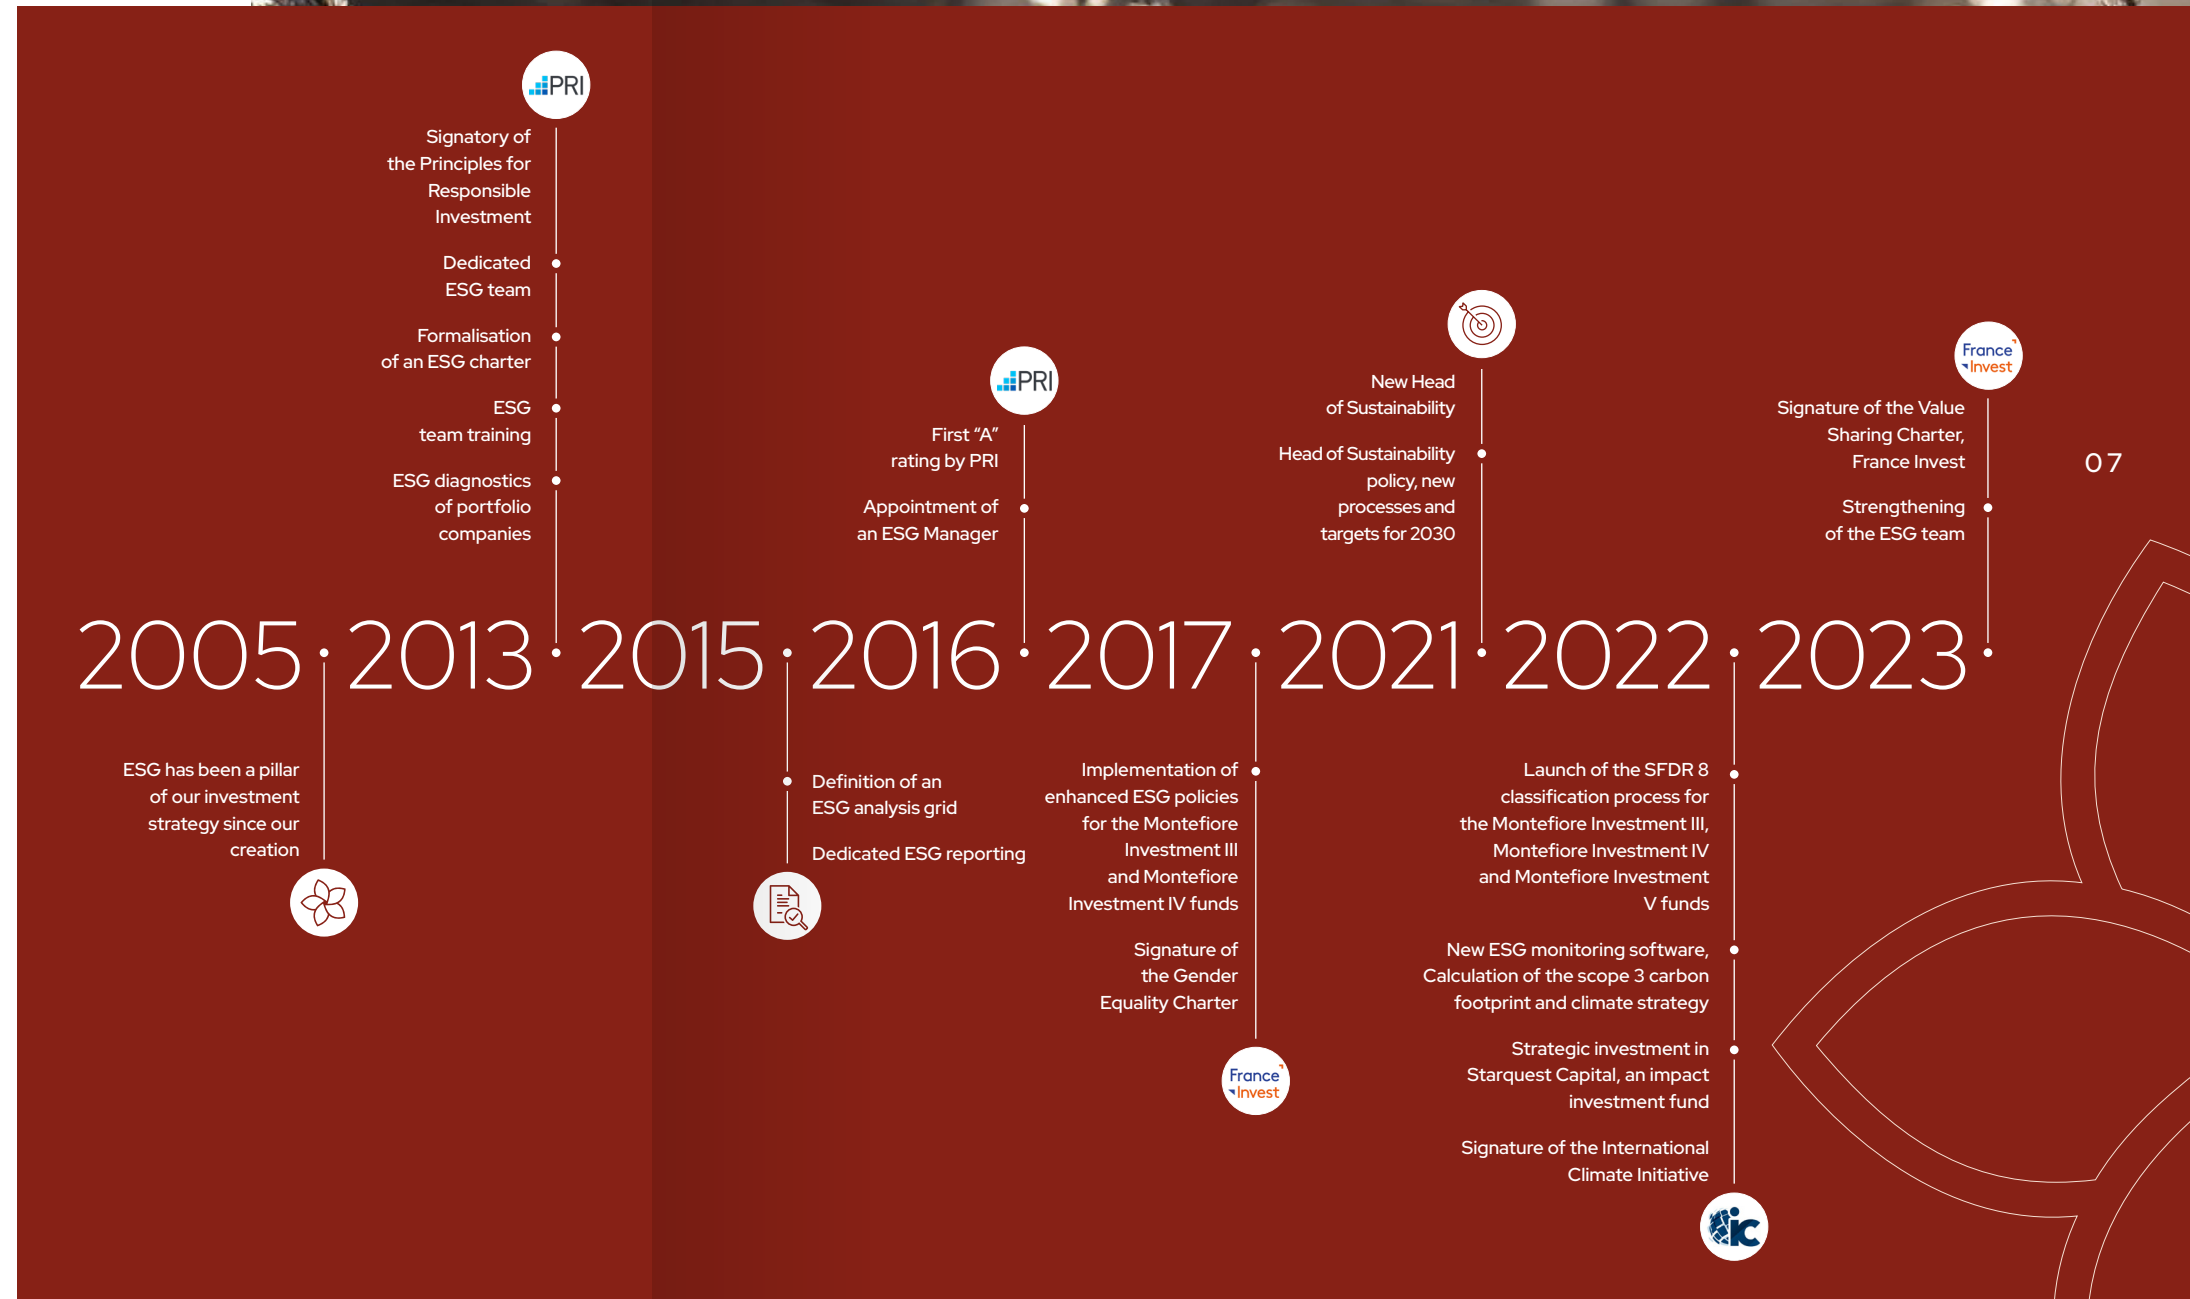 PRI
Signatory of
the Principles for
Responsible
Investment
Dedicated
ESG team
Formalisation
of an ESG charter
ESG
team training
ESG diagnostics
of portfolio
companies
PRI
First “A”
rating by PRI
Appointment of
an ESG Manager
New Head
of Sustainability
Head of Sustainability
policy, new
processes and
targets for 2030
France
Invest
Signature of the Value
Sharing Charter,
France Invest
Strengthening
of the ESG team
07
2005 2013 2015 2016 2017 2021 2022 2023
ESG has been a pillar
of our investment
strategy since our
creation
Definition of an
ESG analysis grid
Dedicated ESG reporting
Implementation of
enhanced ESG policies
for the Montefiore
Investment III
and Montefiore
Investment IV funds
Signature of
the Gender
Equality Charter
France
Invest
Launch of the SFDR 8
classification process for
the Montefiore Investment III,
Montefiore Investment IV
and Montefiore Investment
V funds
New ESG monitoring software,
Calculation of the scope 3 carbon
footprint and climate strategy
Strategic investment in
Starquest Capital, an impact
investment fund
Signature of the International
Climate Initiative
ic